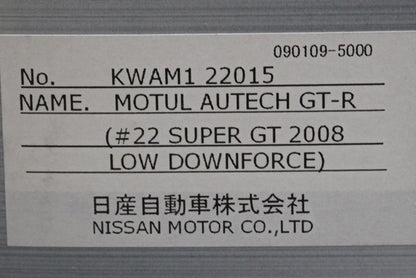 090109-5000
No. KWAM1 22015
NAME. MOTUL AUTECH GT-R
(#22 SUPER GT 2008
LOW DOWNFORCE)
日産自動車株式会社
NISSAN MOTOR CO.,LTD